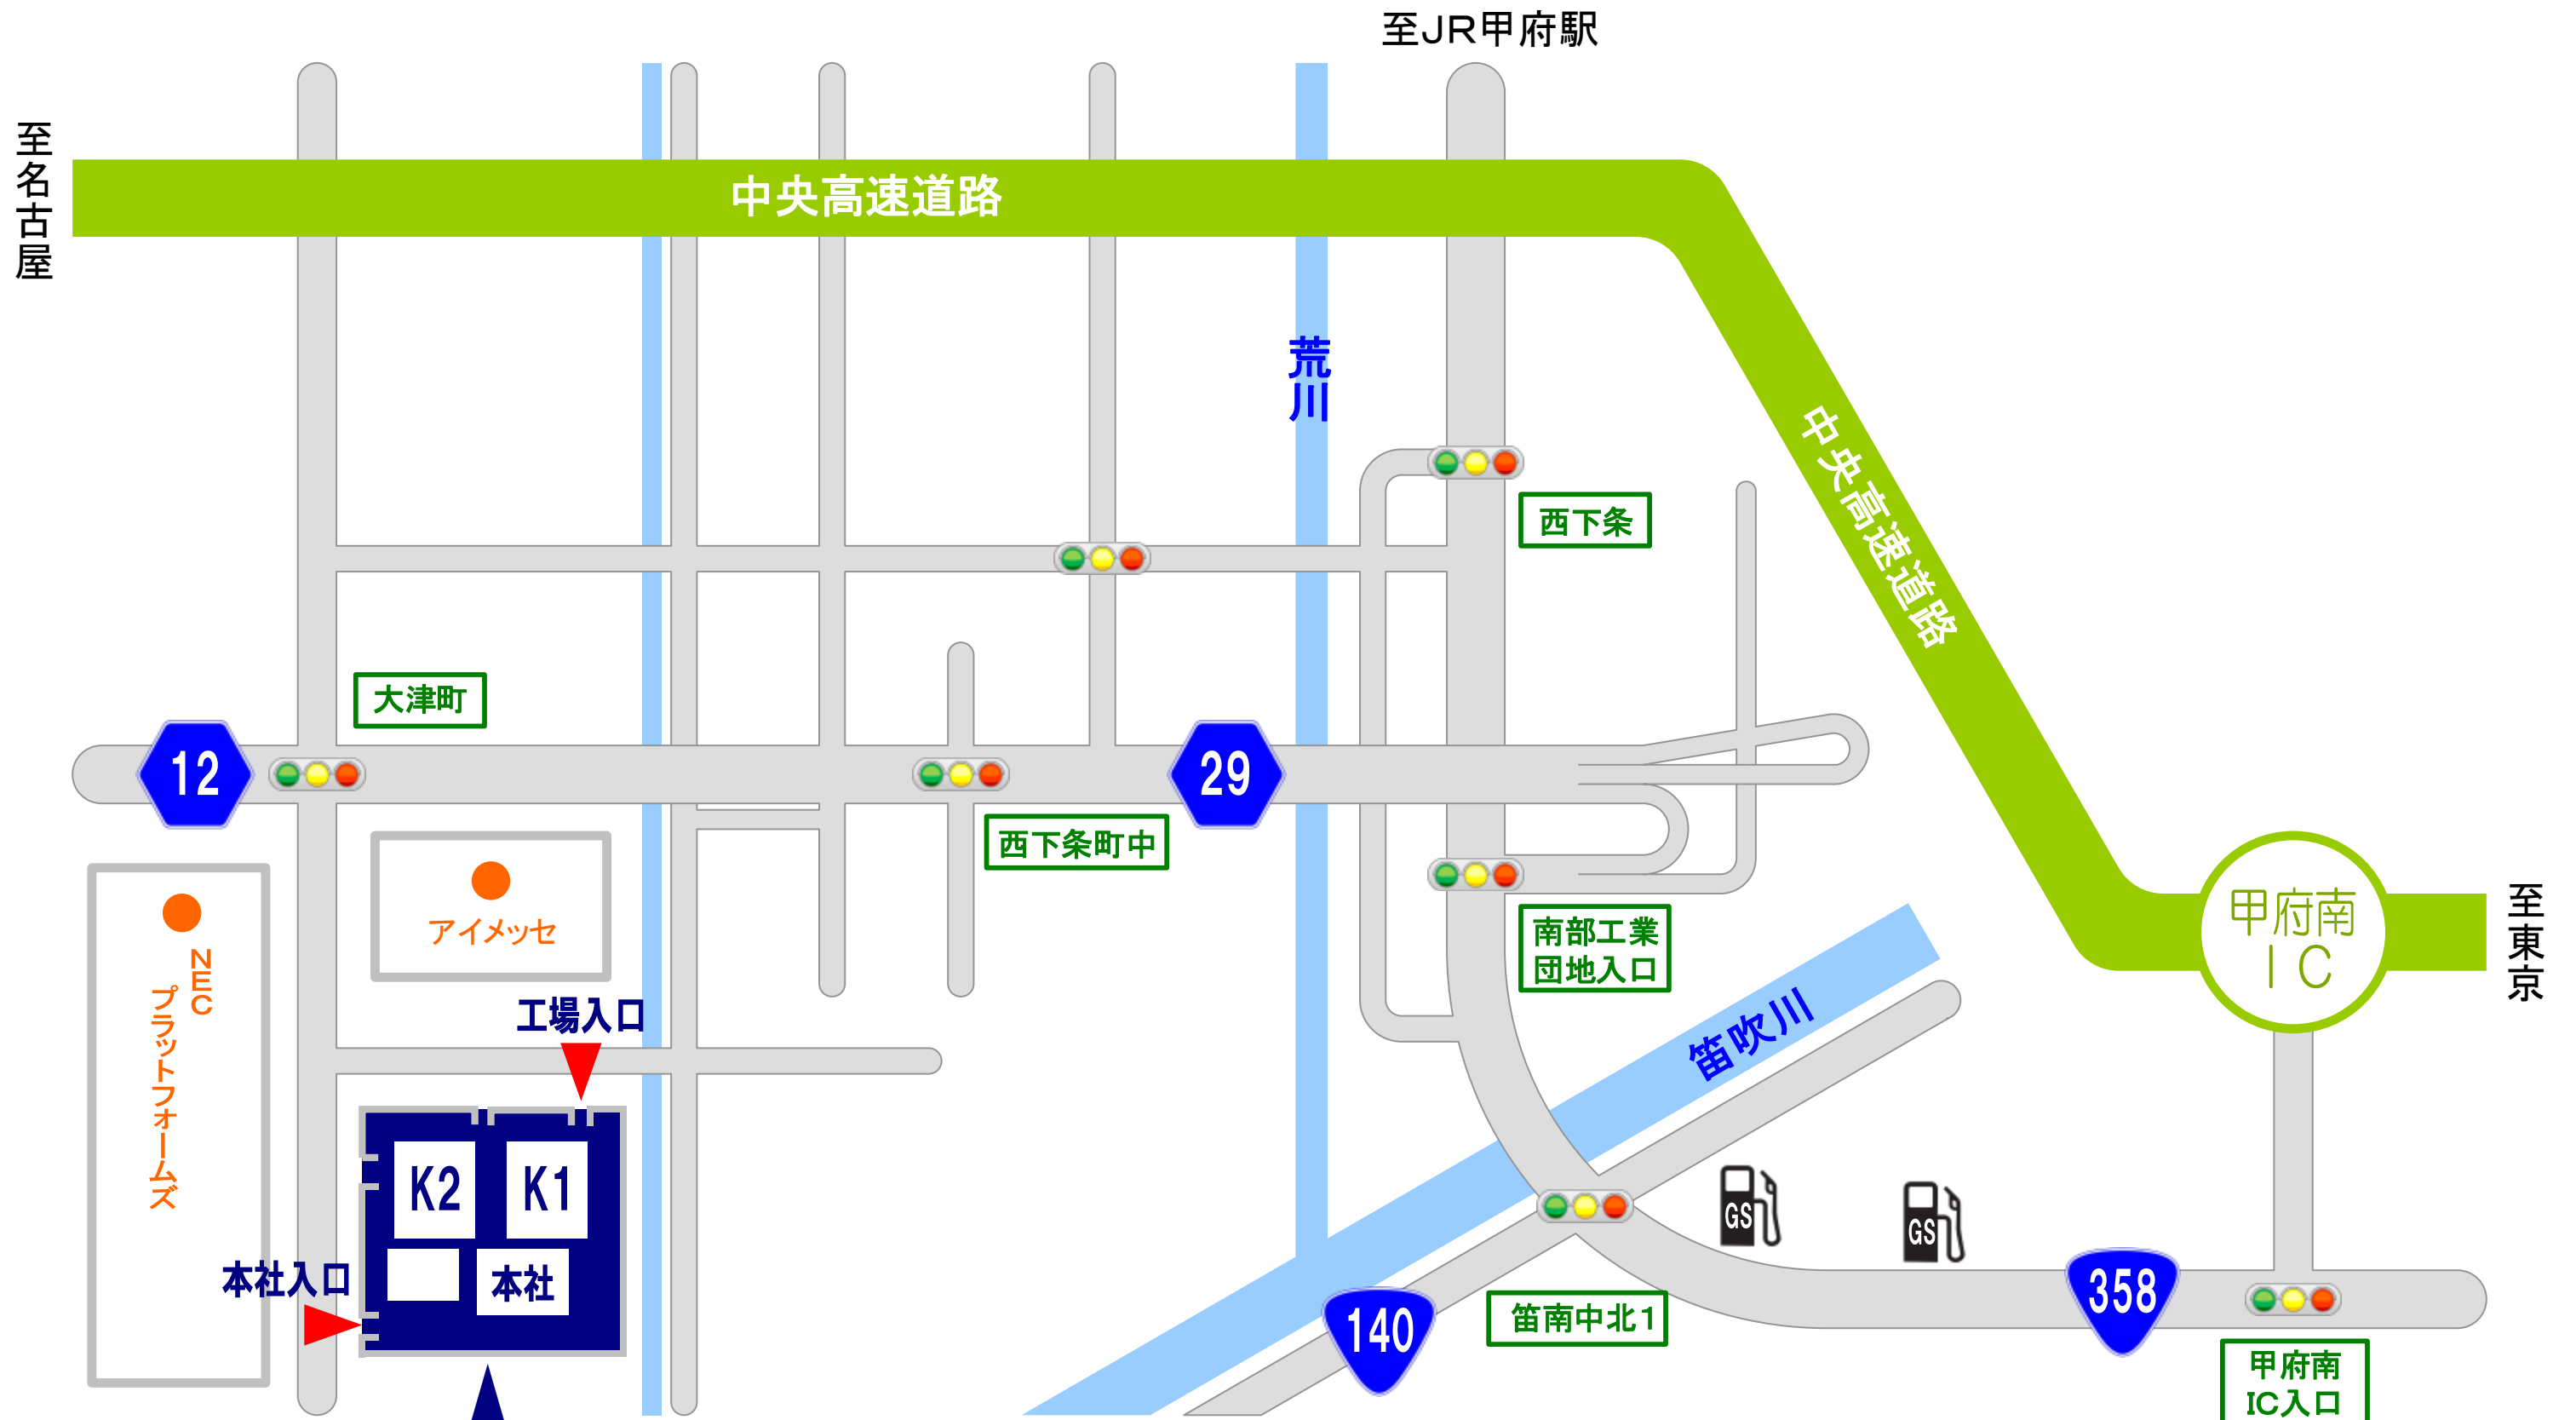 至JR甲府駅
至名古屋
中央高速道路
荒川
中央高速道路
西下条
大津町
12
29
西下条町中
アイメッセ
NEC
プラットフォームズ
南部工業
団地入口
甲府南
IC
至東京
工場入口
笛吹川
K2
K1
GS
GS
本社入口
本社
140
笛南中北1
358
甲府南
IC入口